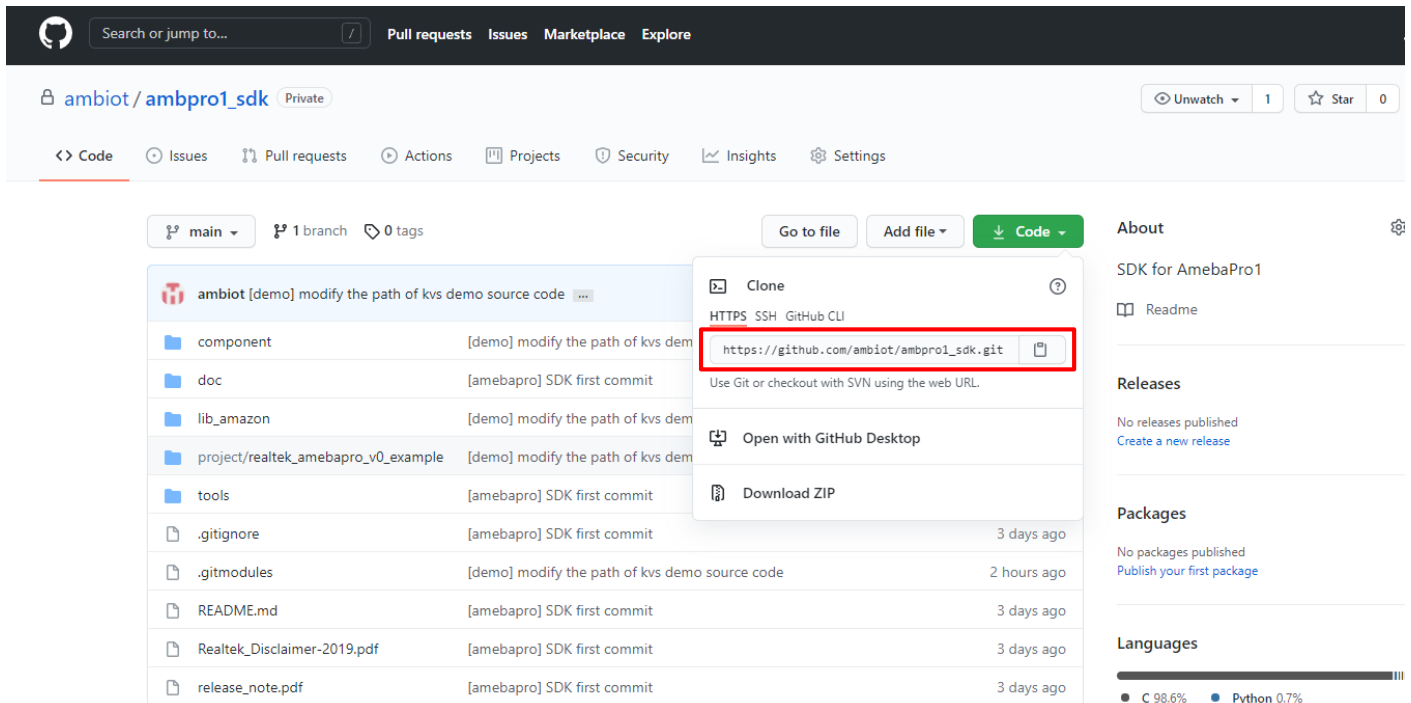 Search or jump to... /
Pull requests Issues Marketplace Explore
ambiot / ambpro1_sdk Private
Unwatch 1 Star 0
Code Issues Pull requests Actions Projects Security Insights Settings
main 1 branch 0 tags Go to file Add file Code
ambiot [demo] modify the path of kvs demo source code ...
component [demo] modify the path of kvs dem
doc [amebapro] SDK first commit
lib_amazon [demo] modify the path of kvs dem
project/realtek_amebapro_v0_example [demo] modify the path of kvs dem
tools [amebapro] SDK first commit
.gitignore [amebapro] SDK first commit 3 days ago
.gitmodules [demo] modify the path of kvs demo source code 2 hours ago
README.md [amebapro] SDK first commit 3 days ago
Realtek_Disclaimer-2019.pdf [amebapro] SDK first commit 3 days ago
release_note.pdf [amebapro] SDK first commit 3 days ago
Clone ?
HTTPS SSH GitHub CLI
https://github.com/ambiot/ambpro1_sdk.git
Use Git or checkout with SVN using the web URL.
Open with GitHub Desktop
Download ZIP
About
SDK for AmebaPro1
Readme
Releases
No releases published
Create a new release
Packages
No packages published
Publish your first package
Languages
C 98.6% Python 0.7%